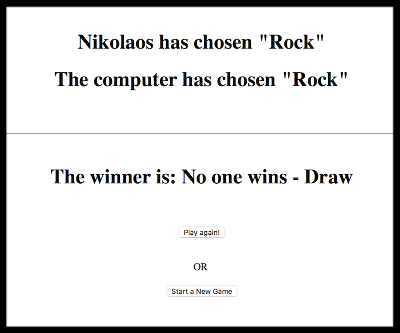 Nikolaos has chosen "Rock"
The computer has chosen "Rock"
The winner is: No one wins - Draw
Play again!
OR
Start a New Game